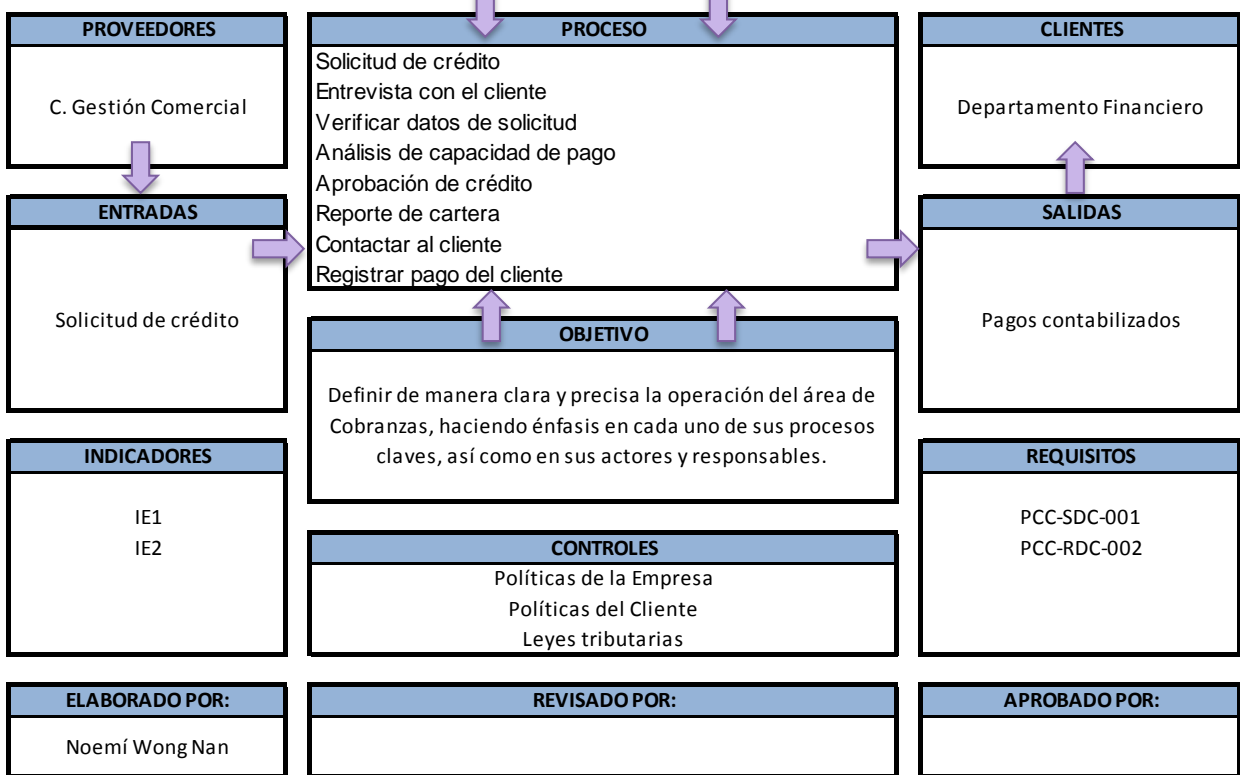 PROVEEDORES
C. Gestión Comercial
ENTRADAS
Solicitud de crédito
INDICADORES
IE1
IE2
PROCESO
Solicitud de crédito
Entrevista con el cliente
Verificar datos de solicitud
Análisis de capacidad de pago
Aprobación de crédito
Reporte de cartera
Contactar al cliente
Registrar pago del cliente
OBJETIVO
Definir de manera clara y precisa la operación del área de
Cobranzas, haciendo énfasis en cada uno de sus procesos
claves, así como en sus actores y responsables.
CONTROLES
Políticas de la Empresa
Políticas del Cliente
Leyes tributarias
CLIENTES
Departamento Financiero
SALIDAS
Pagos contabilizados
REQUISITOS
PCC-SDC-001
PCC-RDC-002
ELABORADO POR:
Noemí Wong Nan
REVISADO POR:
APROBADO POR: